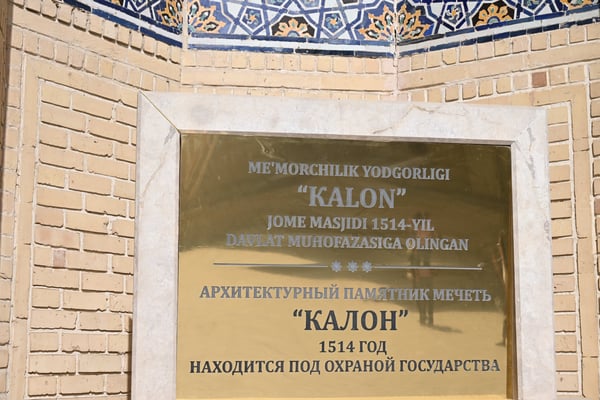 ME'MORCHILIK YODGORLIGI
“KALON”
JOME MASJIDI 1514-YIL
DAVLAT MUHOFAZASIGA OLINGAN
АРХИТЕКТУРНЫЙ ПАМЯТНИК МЕЧЕТЬ
“КАЛОН”
1514 ГОД
НАХОДИТСЯ ПОД ОХРАНОЙ ГОСУДАРСТВА